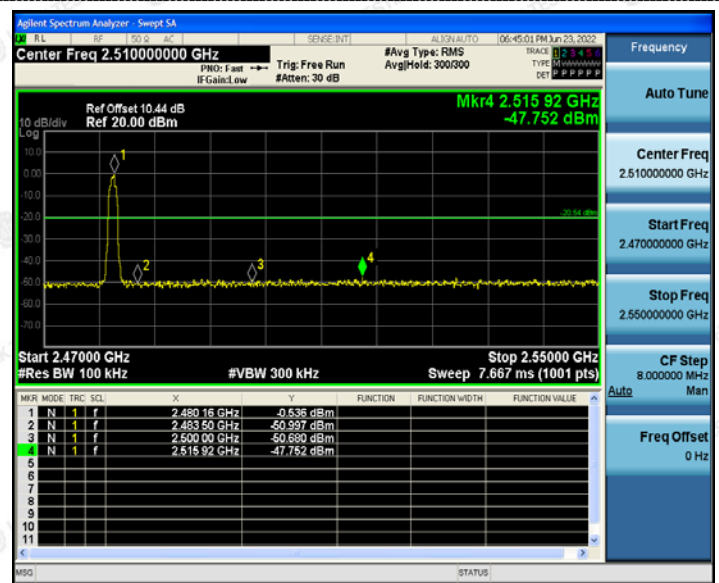 Agilent Spectrum Analyzer - Swept SA
RL RF 50 Ω AC SENSE:INT ALIGNAUTO 06:45:01 PM Jun 23, 2022
Center Freq 2.510000000 GHz
PNO: Fast
IFGain:Low
Trig: Free Run
#Atten: 30 dB
#Avg Type: RMS
Avg|Hold: 300/300
TRACE 1 2 3 4 5 6
TYPE M W W W W W
DET P P P P P P
Mkr4 2.515 92 GHz
-47.752 dBm
Ref Offset 10.44 dB
10 dB/div Ref 20.00 dBm
Log
10.0
0.00
-10.0
-20.0
-30.0
-40.0
-50.0
-60.0
-70.0
1
2
3
4
-20.54 dBm
Start 2.47000 GHz Stop 2.55000 GHz
#Res BW 100 kHz #VBW 300 kHz Sweep 7.667 ms (1001 pts)
MKR MODE TRC SCL X Y FUNCTION FUNCTION WIDTH FUNCTION VALUE
1 N 1 f 2.480 16 GHz -0.536 dBm
2 N 1 f 2.483 50 GHz -50.997 dBm
3 N 1 f 2.500 00 GHz -50.680 dBm
4 N 1 f 2.515 92 GHz -47.752 dBm
5
6
7
8
9
10
11
MSG STATUS
Frequency
Auto Tune
Center Freq
2.510000000 GHz
Start Freq
2.470000000 GHz
Stop Freq
2.550000000 GHz
CF Step
8.000000 MHz
Auto Man
Freq Offset
0 Hz